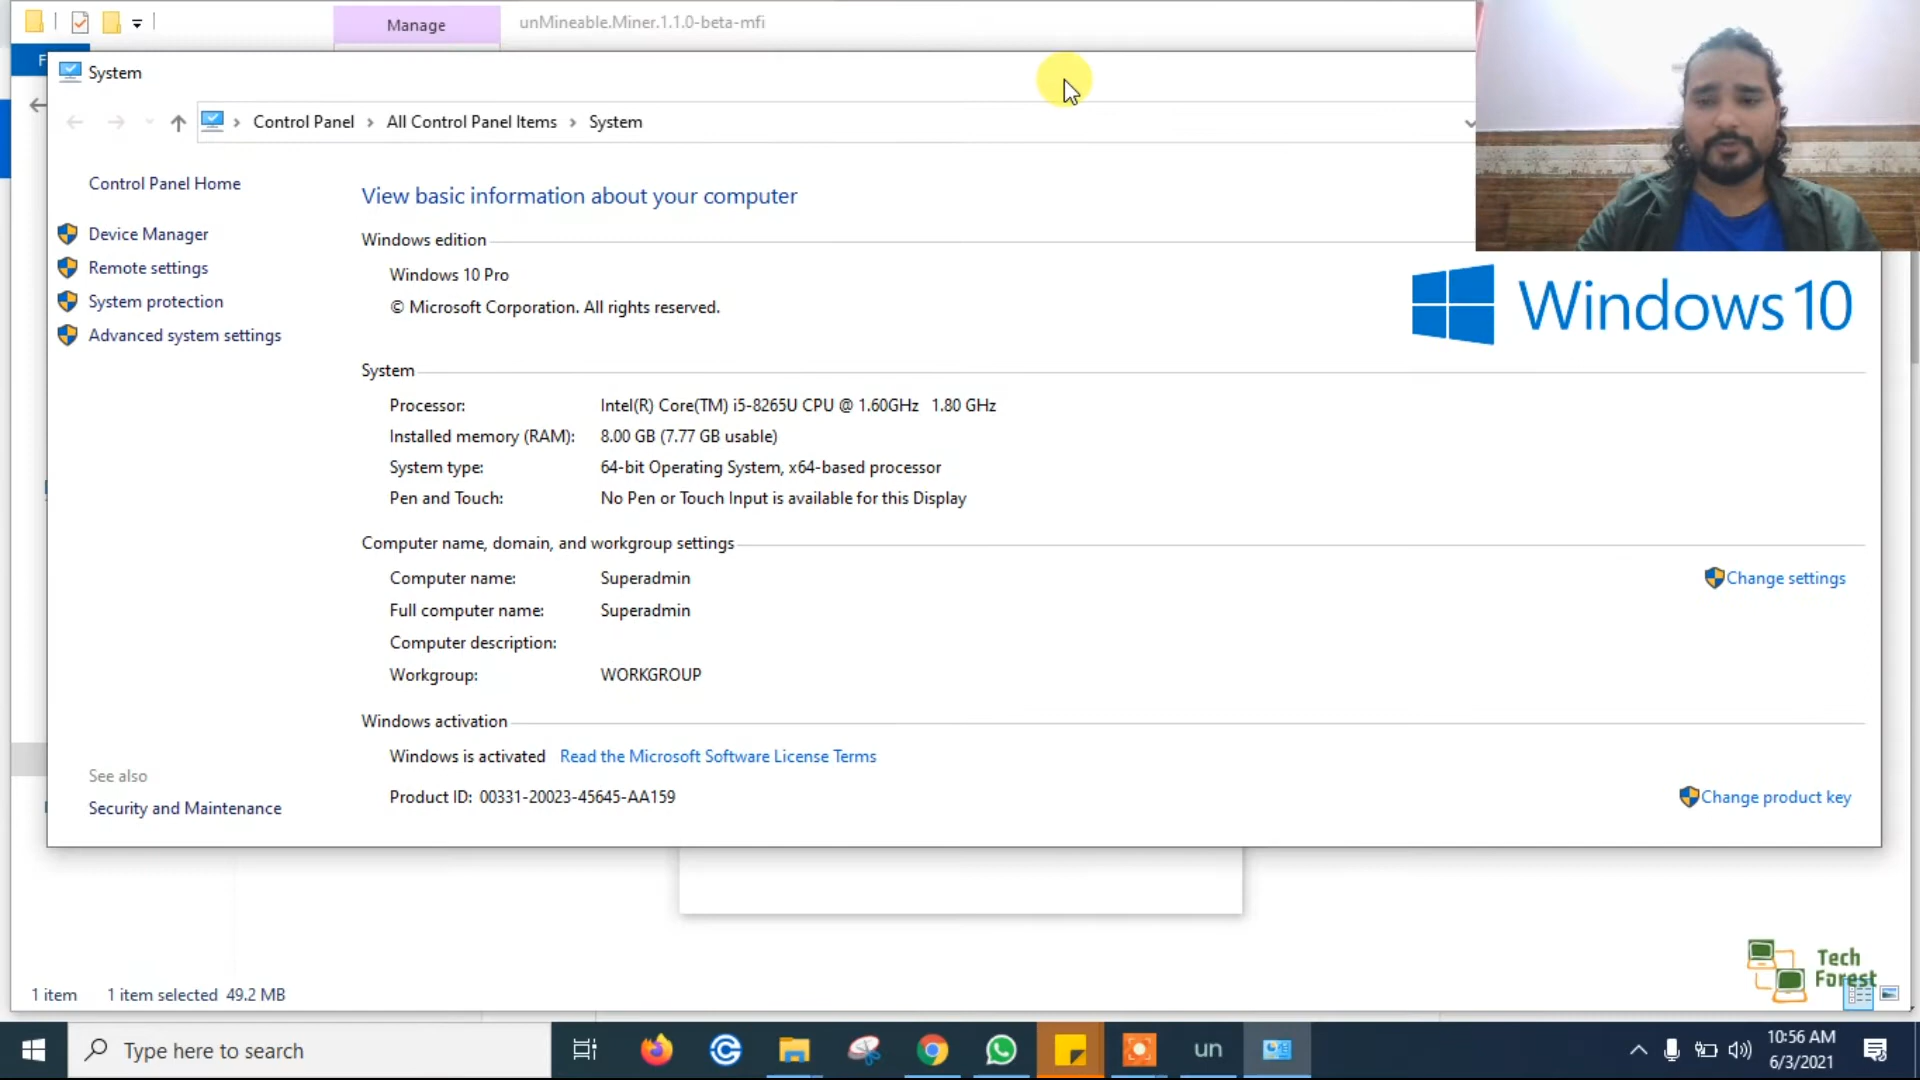 Manage
unMineable.Miner.1.1.0-beta-mfi
F
System
Control Panel
All Control Panel Items
System
Control Panel Home
Device Manager
Remote settings
System protection
Advanced system settings
View basic information about your computer
Windows edition
Windows 10 Pro
© Microsoft Corporation. All rights reserved.
Windows 10
System
Processor: Intel(R) Core(TM) i5-8265U CPU @ 1.60GHz 1.80 GHz
Installed memory (RAM): 8.00 GB (7.77 GB usable)
System type: 64-bit Operating System, x64-based processor
Pen and Touch: No Pen or Touch Input is available for this Display
Computer name, domain, and workgroup settings
Computer name: Superadmin
Change settings
Full computer name: Superadmin
Computer description:
Workgroup: WORKGROUP
Windows activation
Windows is activated Read the Microsoft Software License Terms
Product ID: 00331-20023-45645-AA159
Change product key
See also
Security and Maintenance
Tech
Forest
1 item 1 item selected 49.2 MB
Type here to search
un
10:56 AM
6/3/2021